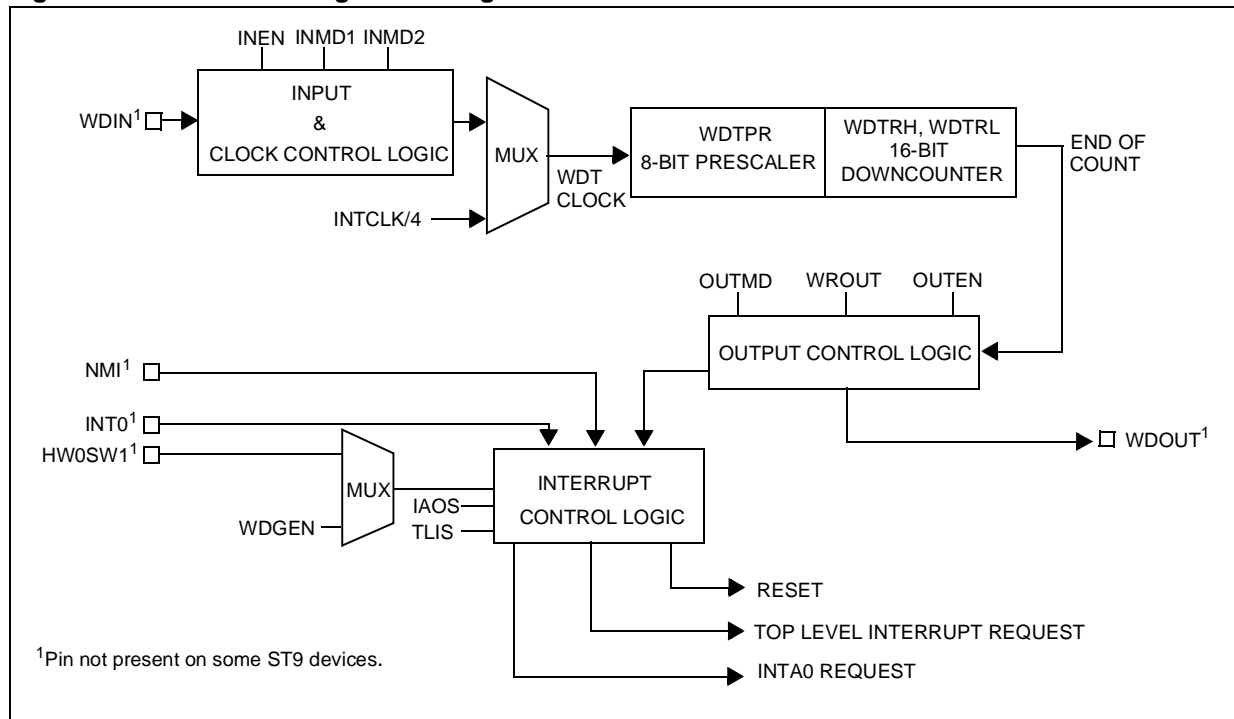 INEN INMD1 INMD2
INPUT
&
CLOCK CONTROL LOGIC
WDIN¹
MUX
INTCLK/4
WDT
CLOCK
WDTPR
8-BIT PRESCALER
WDTRH, WDTRL
16-BIT
DOWNCOUNTER
END OF
COUNT
OUTMD WROUT OUTEN
OUTPUT CONTROL LOGIC
NMI¹
INT0¹
HW0SW1¹
MUX
WDGEN
IAOS
TLIS
INTERRUPT
CONTROL LOGIC
WDOUT¹
RESET
TOP LEVEL INTERRUPT REQUEST
INTA0 REQUEST
¹Pin not present on some ST9 devices.